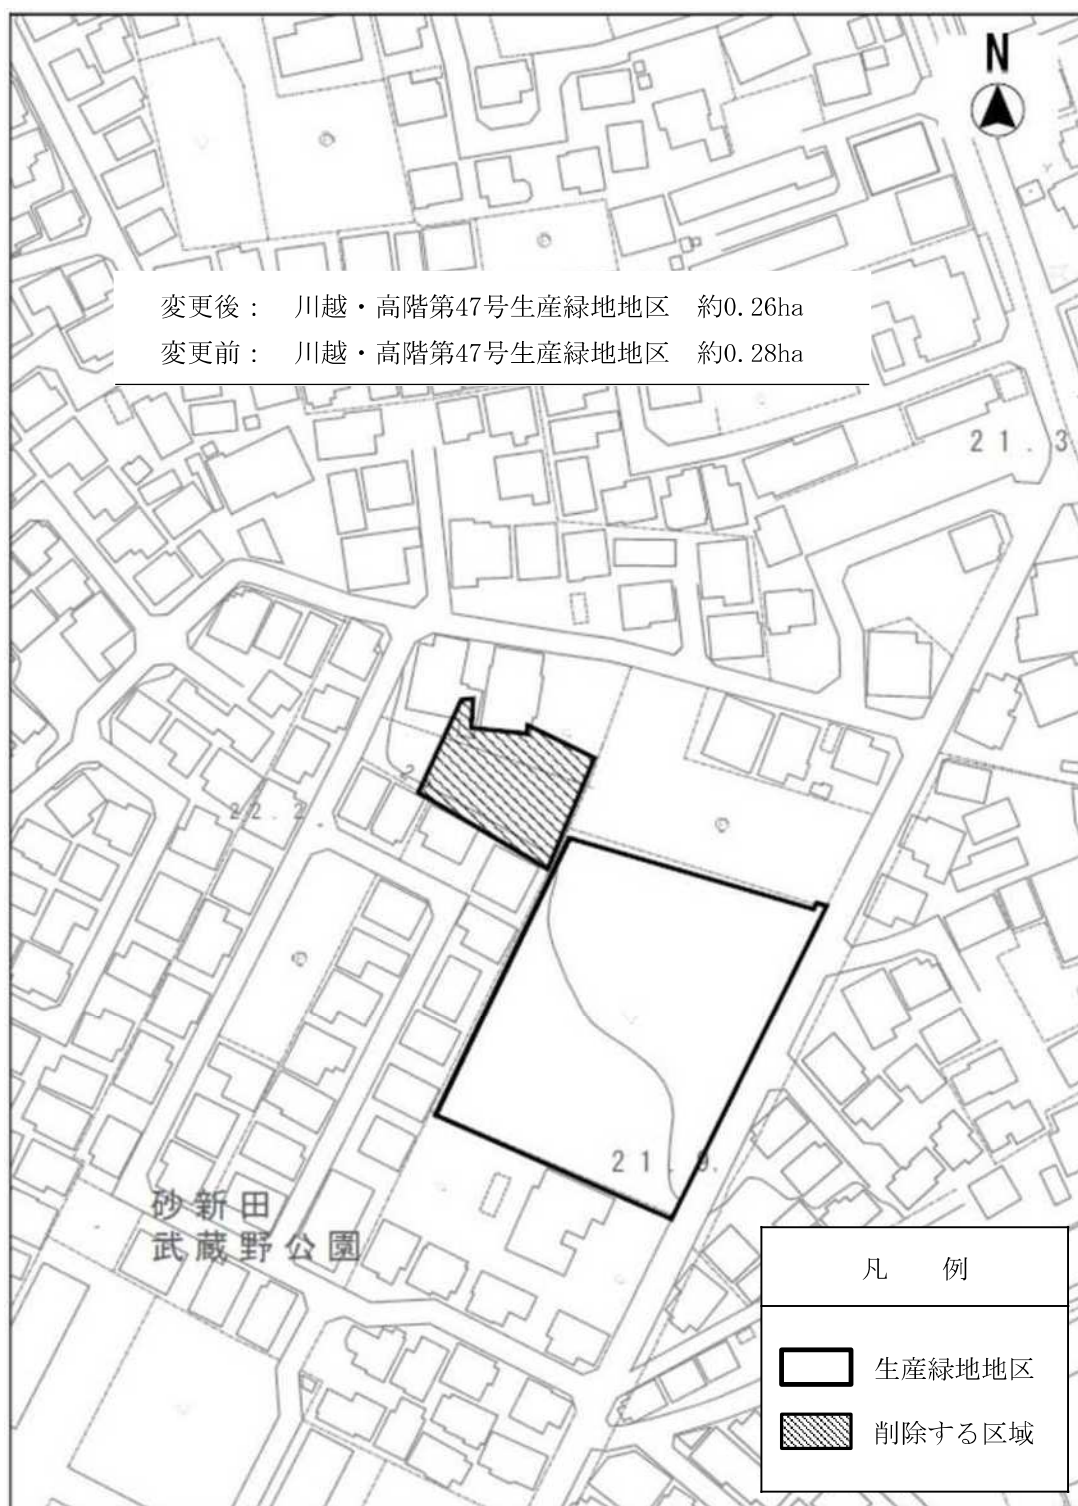 N
変更後： 川越・高階第47号生産緑地地区 約0.26ha
変更前： 川越・高階第47号生産緑地地区 約0.28ha
21.3
22.2.
21.9.
砂新田
武蔵野公園
凡 例
生産緑地地区
削除する区域